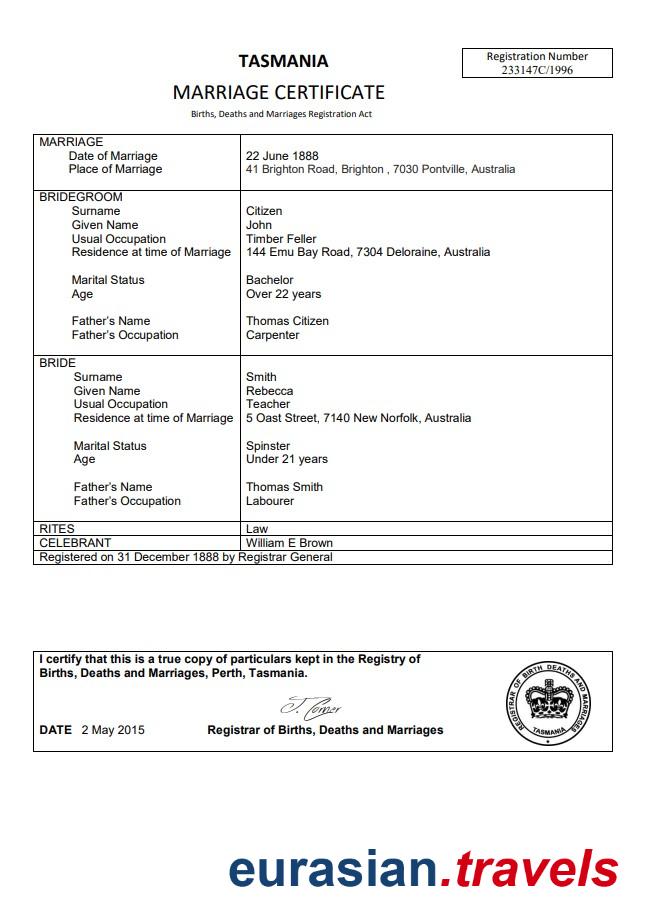 TASMANIA
MARRIAGE CERTIFICATE
Births, Deaths and Marriages Registration Act
Registration Number
233147C/1996
MARRIAGE
Date of Marriage 22 June 1888
Place of Marriage 41 Brighton Road, Brighton , 7030 Pontville, Australia
BRIDEGROOM
Surname Citizen
Given Name John
Usual Occupation Timber Feller
Residence at time of Marriage 144 Emu Bay Road, 7304 Deloraine, Australia
Marital Status Bachelor
Age Over 22 years
Father's Name Thomas Citizen
Father's Occupation Carpenter
BRIDE
Surname Smith
Given Name Rebecca
Usual Occupation Teacher
Residence at time of Marriage 5 Oast Street, 7140 New Norfolk, Australia
Marital Status Spinster
Age Under 21 years
Father's Name Thomas Smith
Father's Occupation Labourer
RITES Law
CELEBRANT William E Brown
Registered on 31 December 1888 by Registrar General
I certify that this is a true copy of particulars kept in the Registry of
Births, Deaths and Marriages, Perth, Tasmania.
DATE 2 May 2015 Registrar of Births, Deaths and Marriages
REGISTRAR OF BIRTH DEATHS AND MARRIAGES
TASMANIA
eurasian.travels